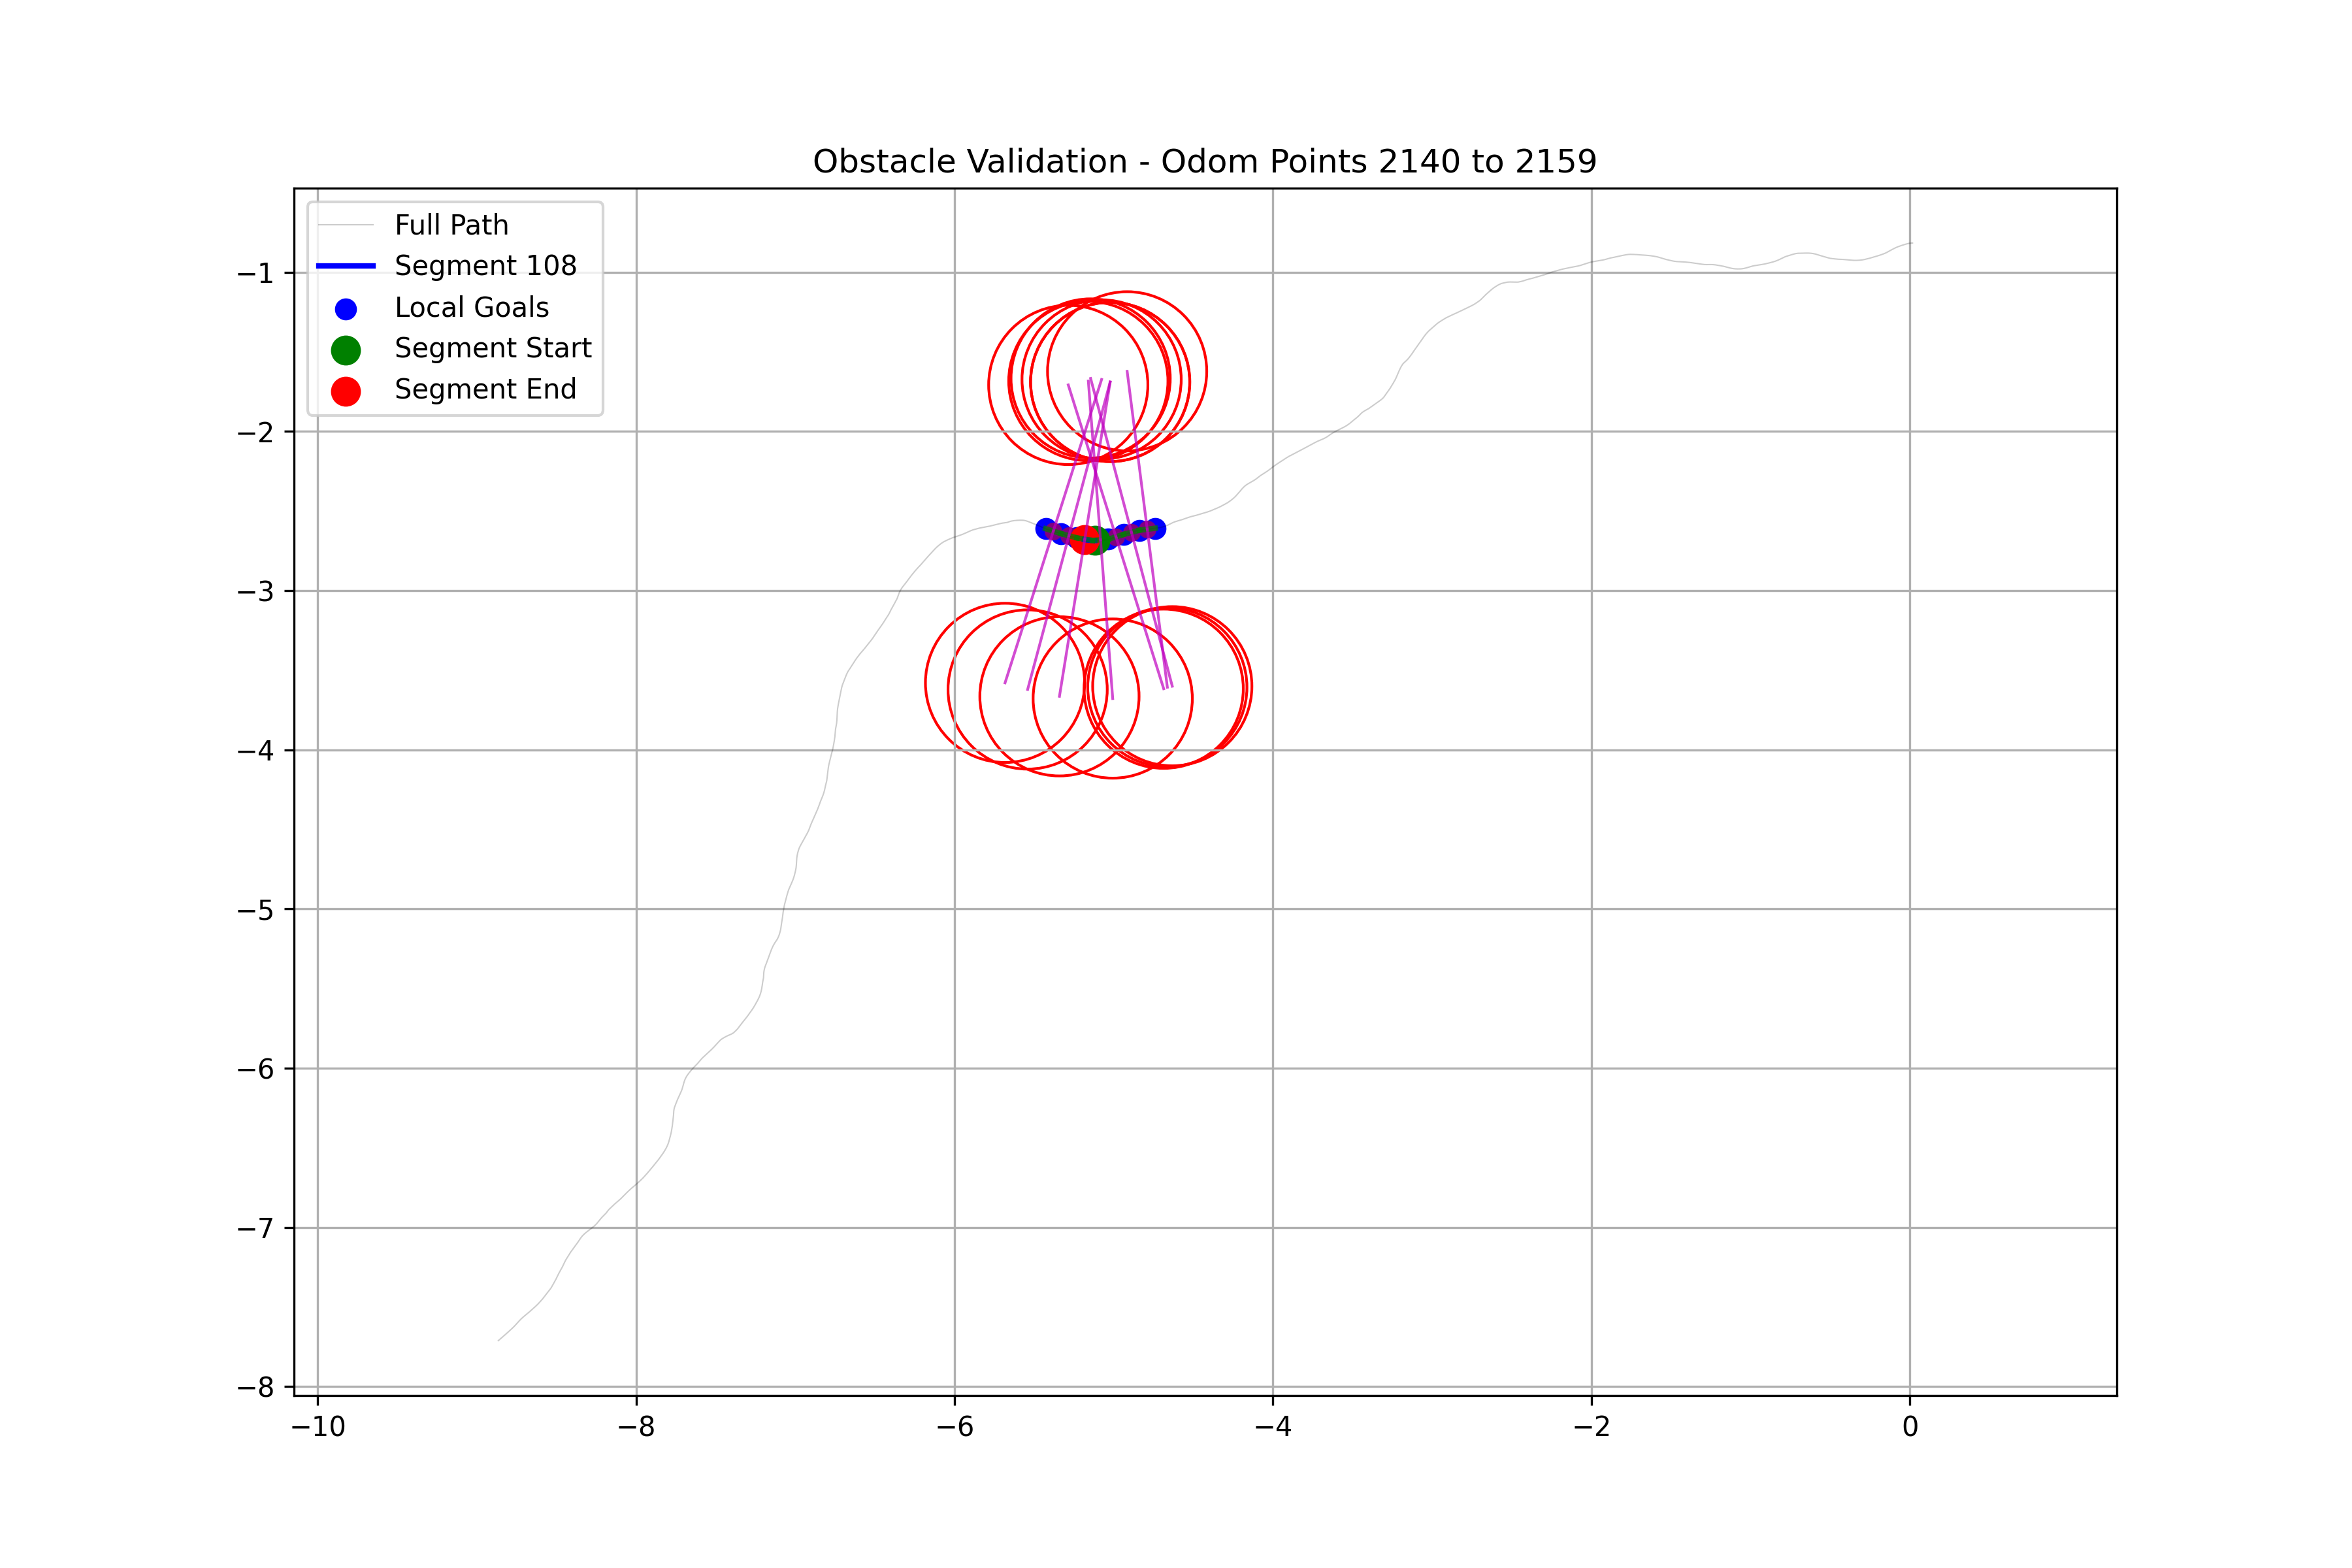 Obstacle Validation - Odom Points 2140 to 2159
Full Path
Segment 108
Local Goals
Segment Start
Segment End
−1
−2
−3
−4
−5
−6
−7
−8
−10
−8
−6
−4
−2
0